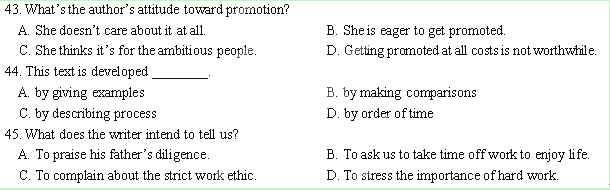 43. What's the author's attitude toward promotion?
A. She doesn't care about it at all. B. She is eager to get promoted.
C. She thinks it's for the ambitious people. D. Getting promoted at all costs is not worthwhile.
44. This text is developed ________.
A. by giving examples B. by making comparisons
C. by describing process D. by order of time
45. What does the writer intend to tell us?
A. To praise his father's diligence. B. To ask us to take time off work to enjoy life.
C. To complain about the strict work ethic. D. To stress the importance of hard work.